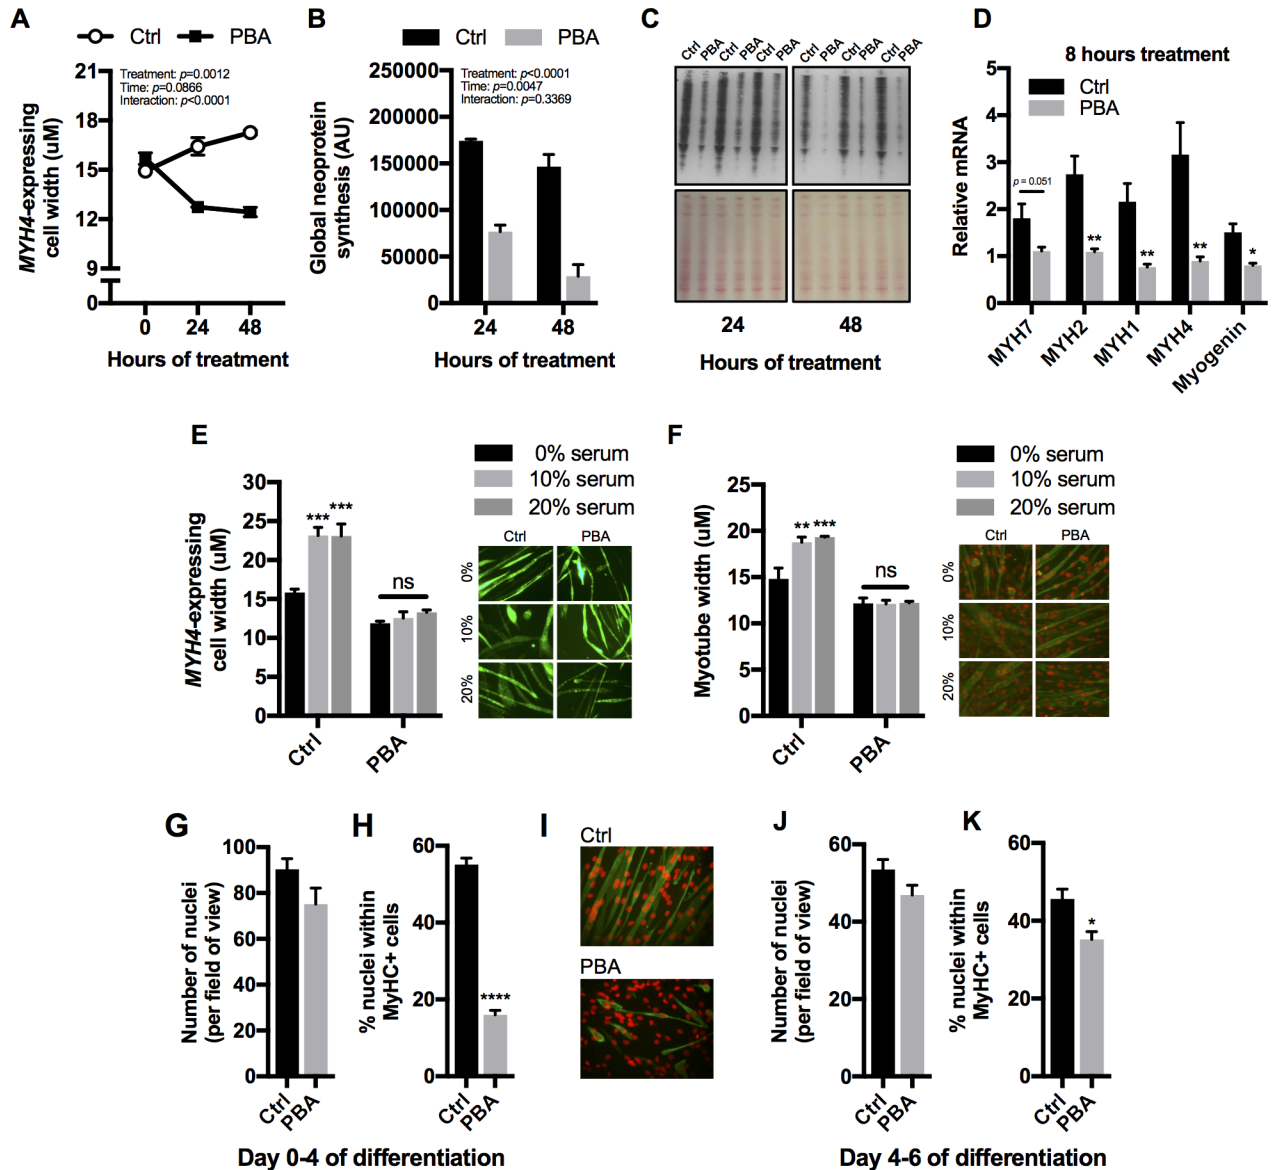 A
Ctrl
PBA
21
18
15
12
9
0
Treatment: p=0.0012
Time: p=0.0866
Interaction: p<0.0001
MYH4-expressing
cell width (uM)
0
24
48
Hours of treatment
B
Ctrl
PBA
250000
200000
150000
100000
50000
0
Treatment: p<0.0001
Time: p=0.0047
Interaction: p=0.3369
Global neoprotein
synthesis (AU)
24
48
Hours of treatment
C
Ctrl
PBA
Ctrl
PBA
Ctrl
PBA
Ctrl
PBA
Ctrl
PBA
Ctrl
PBA
24
48
Hours of treatment
D
8 hours treatment
Ctrl
PBA
5
4
3
2
1
0
Relative mRNA
p = 0.051
**
**
**
*
MYH7
MYH2
MYH1
MYH4
Myogenin
E
0% serum
10% serum
20% serum
30
25
20
15
10
5
0
MYH4-expressing
cell width (uM)
***
***
ns
Ctrl
PBA
Ctrl
PBA
0%
10%
20%
F
0% serum
10% serum
20% serum
25
20
15
10
5
0
Myotube width (uM)
**
***
ns
Ctrl
PBA
Ctrl
PBA
0%
10%
20%
G
100
80
60
40
20
0
Number of nuclei
(per field of view)
Ctrl
PBA
H
60
40
20
0
% nuclei within
MyHC+ cells
****
Ctrl
PBA
Day 0-4 of differentiation
I
Ctrl
PBA
J
60
40
20
0
Number of nuclei
(per field of view)
Ctrl
PBA
K
60
40
20
0
% nuclei within
MyHC+ cells
*
Ctrl
PBA
Day 4-6 of differentiation